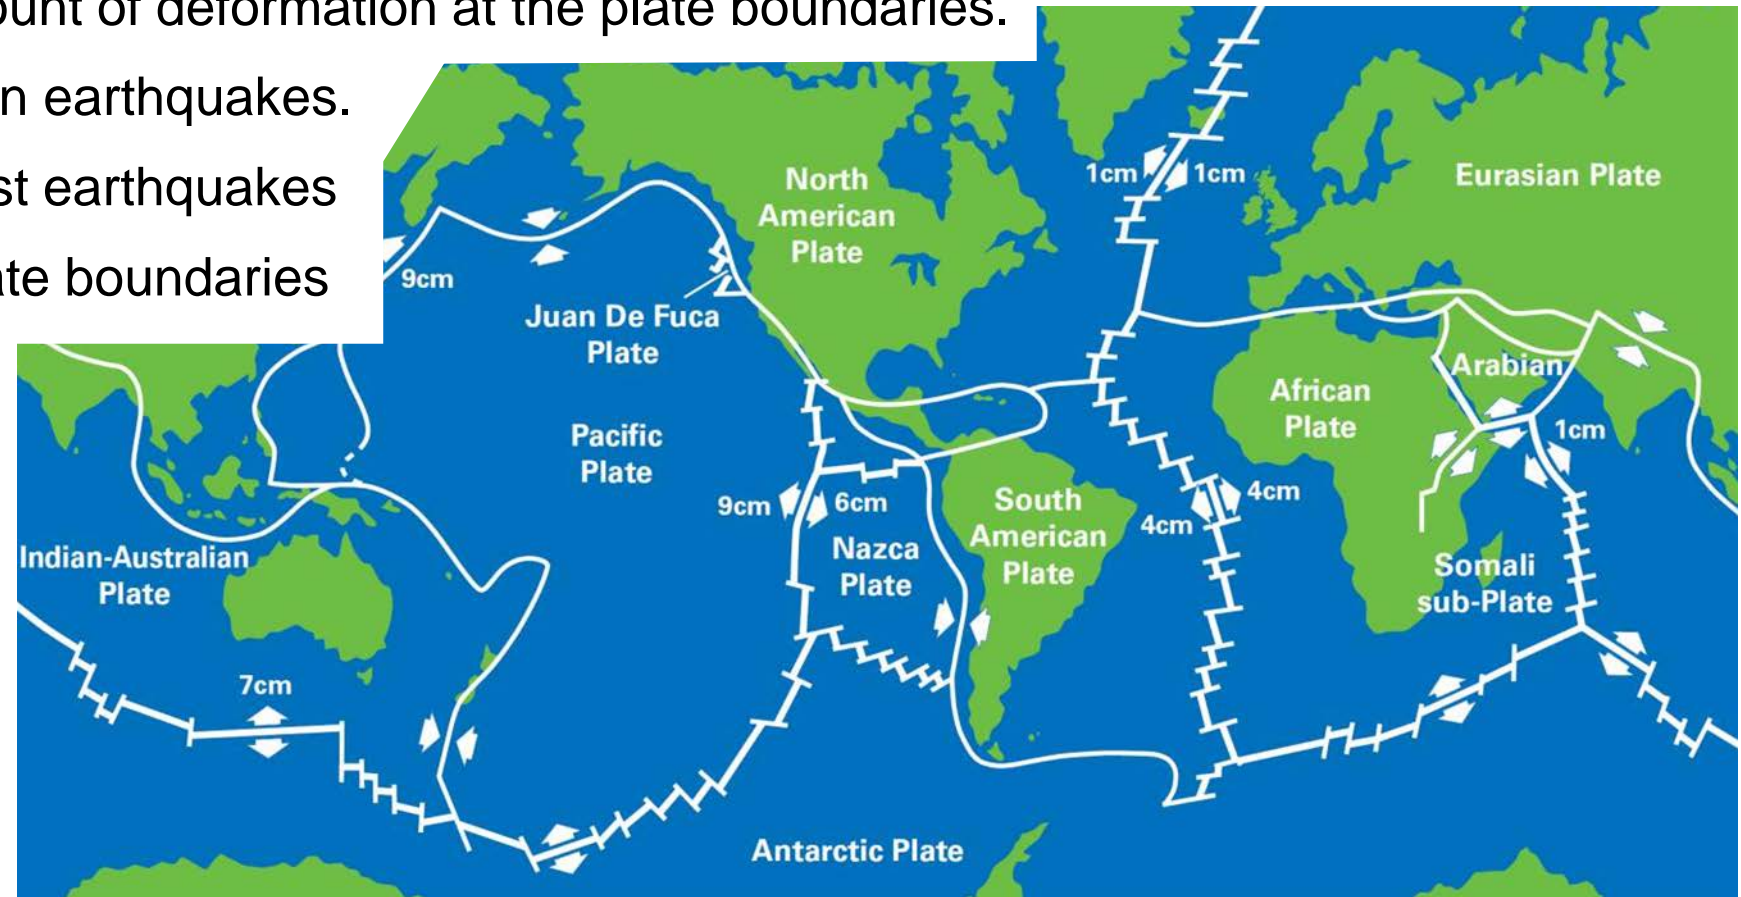 ount of deformation at the plate boundaries.
n earthquakes.
st earthquakes
ate boundaries
North
American
Plate
Eurasian Plate
1cm
1cm
9cm
Juan De Fuca
Plate
Pacific
Plate
African
Plate
Arabian
1cm
9cm
6cm
Nazca
Plate
South
American
Plate
4cm
4cm
Indian-Australian
Plate
Somali
sub-Plate
7cm
Antarctic Plate